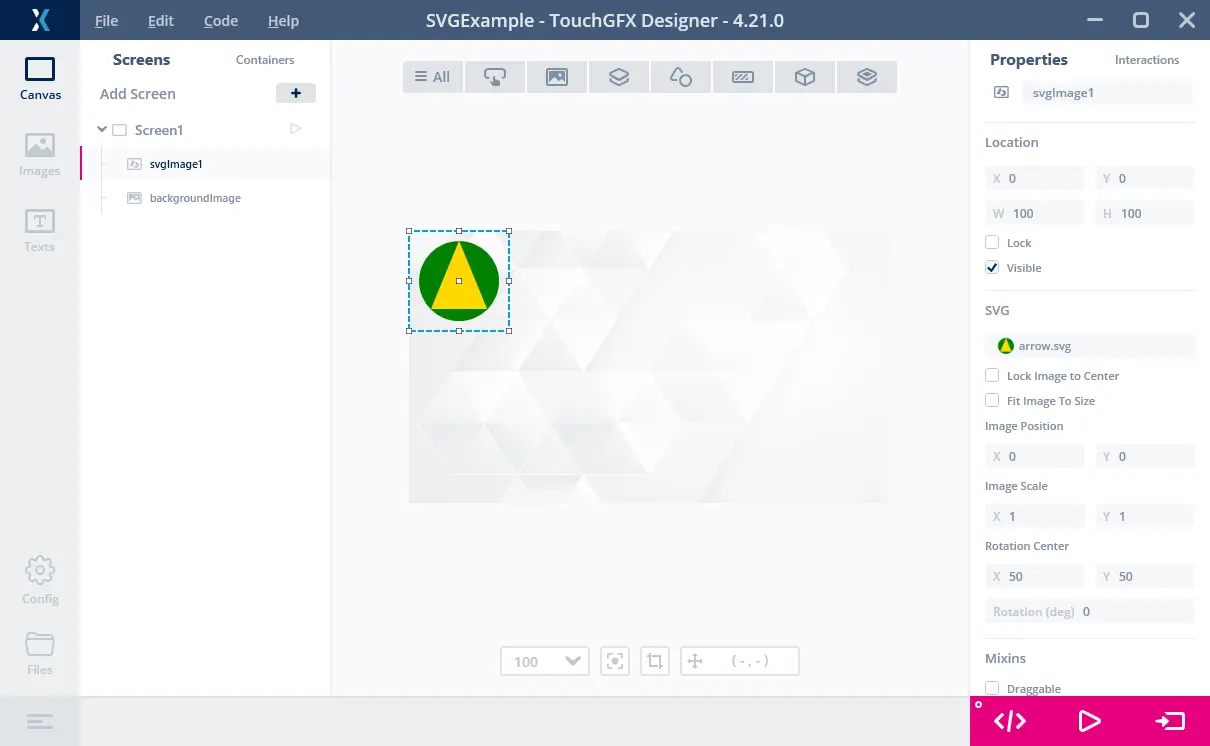 File Edit Code Help SVGExample - TouchGFX Designer - 4.21.0
Canvas
Images
Texts
Config
Files
Screens Containers
Add Screen
Screen1
svgImage1
backgroundImage
All
100 ( - , - )
Properties Interactions
svgImage1
Location
X 0 Y 0
W 100 H 100
Lock
Visible
SVG
arrow.svg
Lock Image to Center
Fit Image To Size
Image Position
X 0 Y 0
Image Scale
X 1 Y 1
Rotation Center
X 50 Y 50
Rotation (deg) 0
Mixins
Draggable